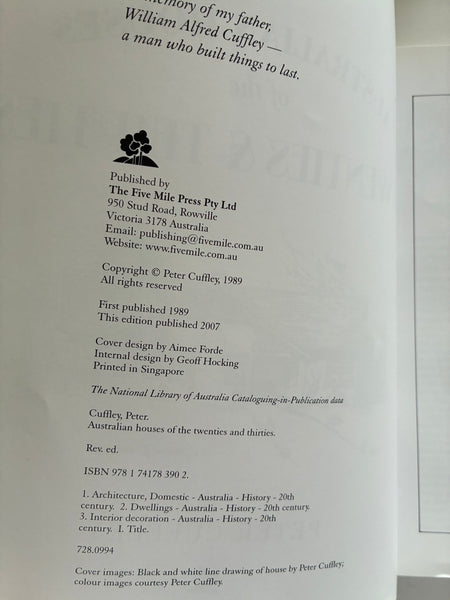 memory of my father,
William Alfred Cuffley —
a man who built things to last.
Published by
The Five Mile Press Pty Ltd
950 Stud Road, Rowville
Victoria 3178 Australia
Email: publishing@fivemile.com.au
Website: www.fivemile.com.au
Copyright © Peter Cuffley, 1989
All rights reserved
First published 1989
This edition published 2007
Cover design by Aimee Forde
Internal design by Geoff Hocking
Printed in Singapore
The National Library of Australia Cataloguing-in-Publication data
Cuffley, Peter.
Australian houses of the twenties and thirties.
Rev. ed.
ISBN 978 1 74178 390 2.
1. Architecture, Domestic - Australia - History - 20th
century. 2. Dwellings - Australia - History - 20th century.
3. Interior decoration - Australia - History - 20th
century. I. Title.
728.0994
Cover images: Black and white line drawing of house by Peter Cuffley;
colour images courtesy Peter Cuffley.